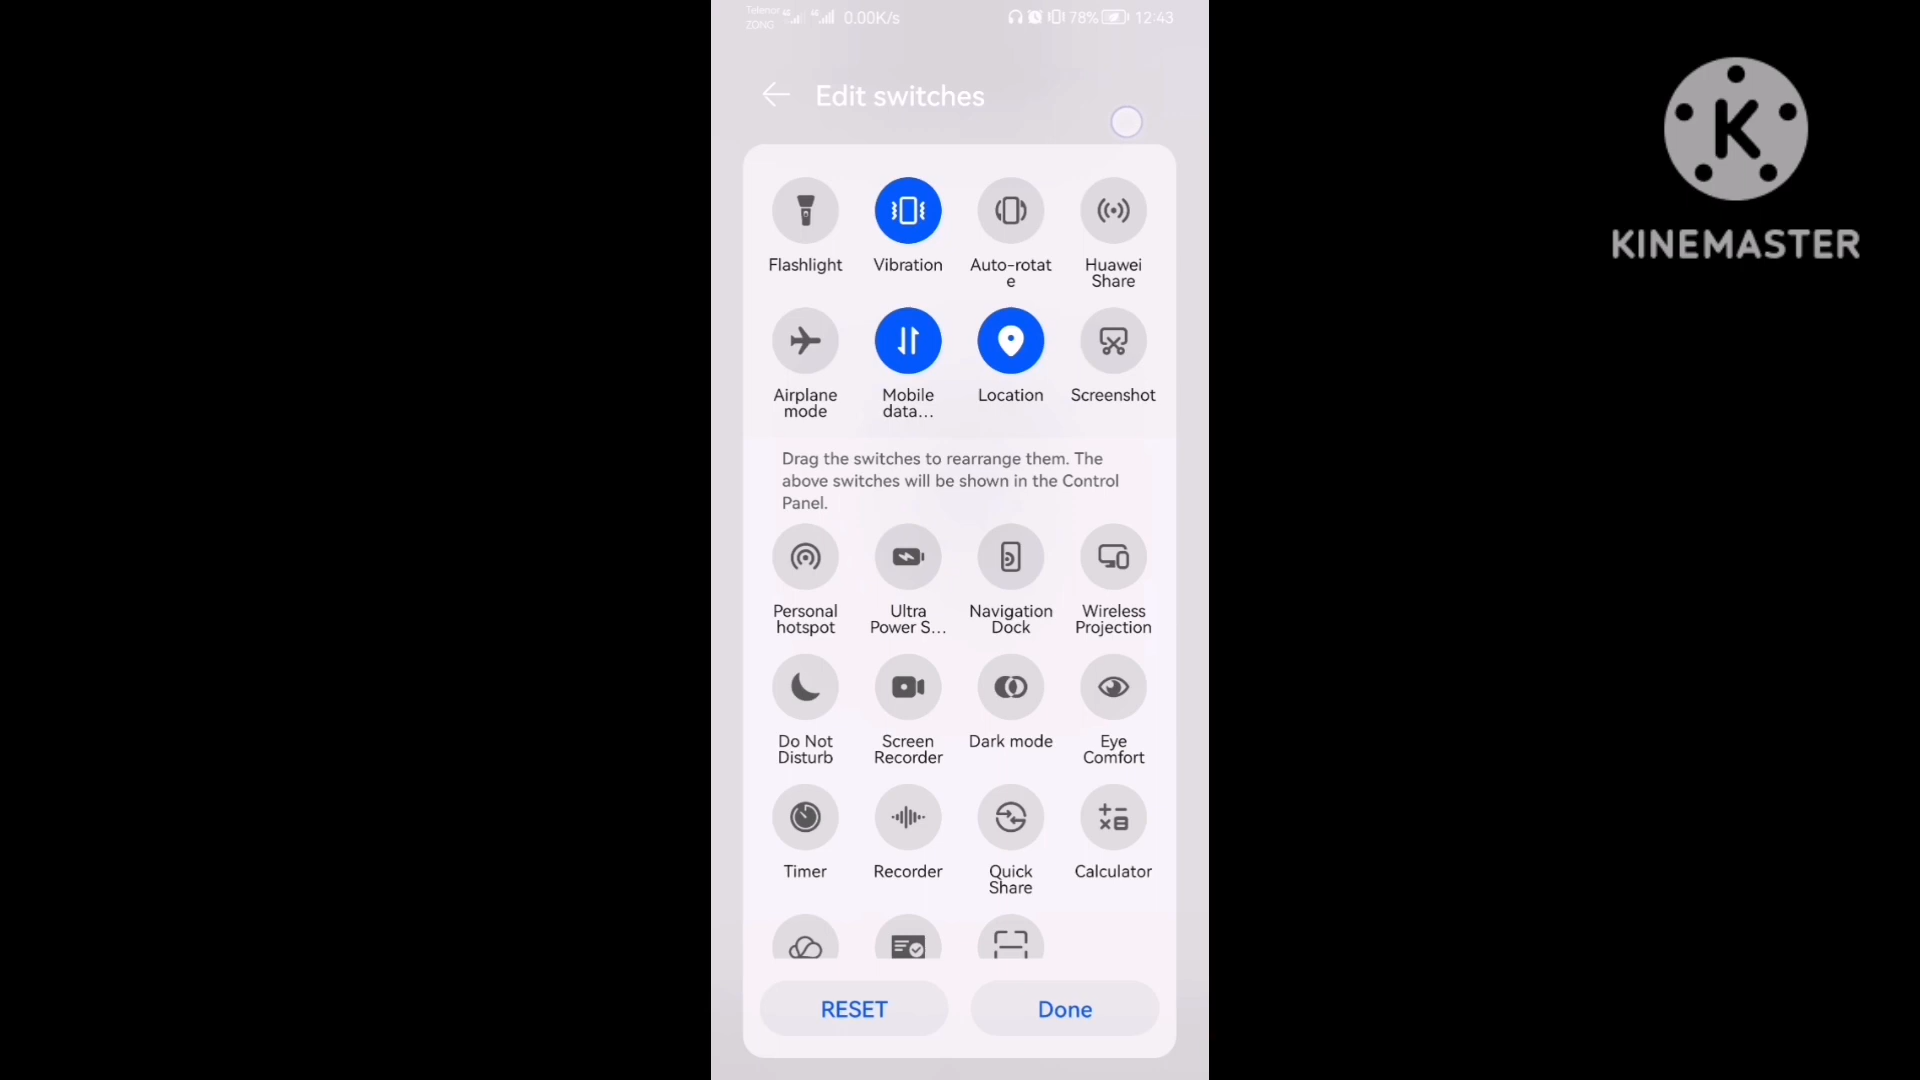 Telenor
ZONG
0.00K/s
78%
12:43
Edit switches
Flashlight
Vibration
Auto-rotat
e
Huawei
Share
Airplane
mode
Mobile
data...
Location
Screenshot
Drag the switches to rearrange them. The
above switches will be shown in the Control
Panel.
Personal
hotspot
Ultra
Power S...
Navigation
Dock
Wireless
Projection
Do Not
Disturb
Screen
Recorder
Dark mode
Eye
Comfort
Timer
Recorder
Quick
Share
Calculator
RESET
Done
K
KINEMASTER